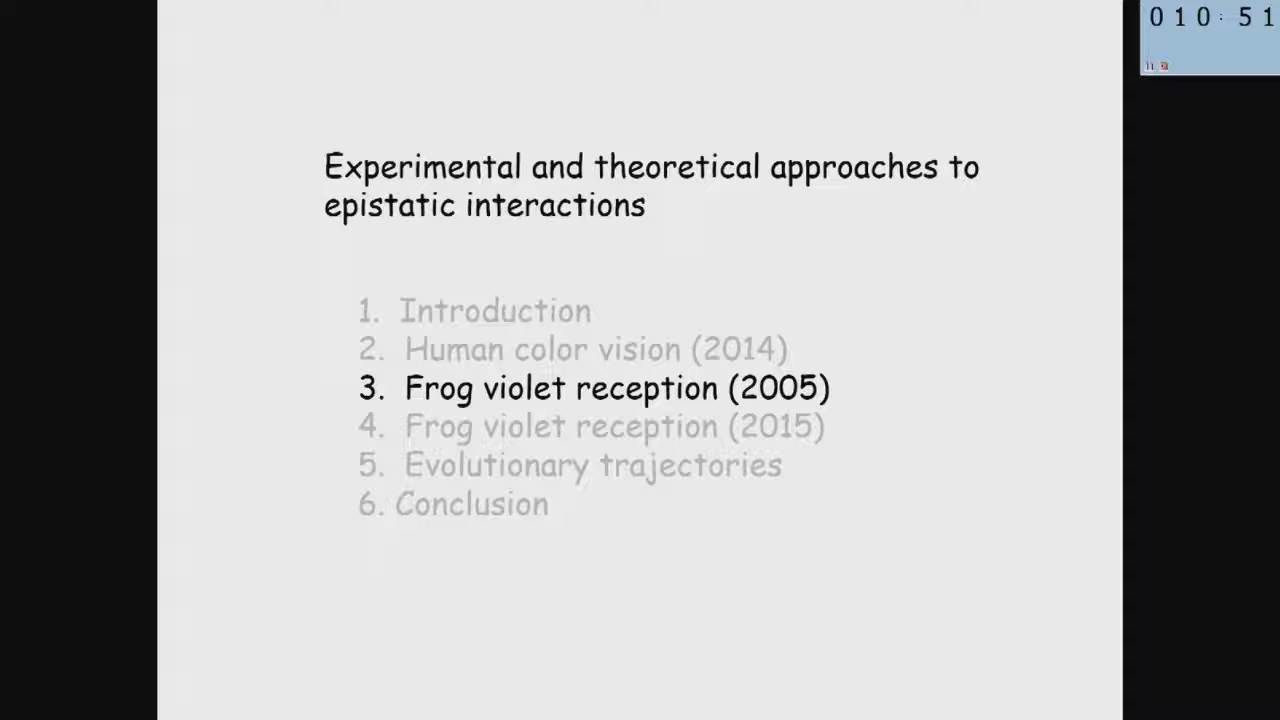 010:51
Experimental and theoretical approaches to
epistatic interactions
1. Introduction
2. Human color vision (2014)
3. Frog violet reception (2005)
4. Frog violet reception (2015)
5. Evolutionary trajectories
6. Conclusion